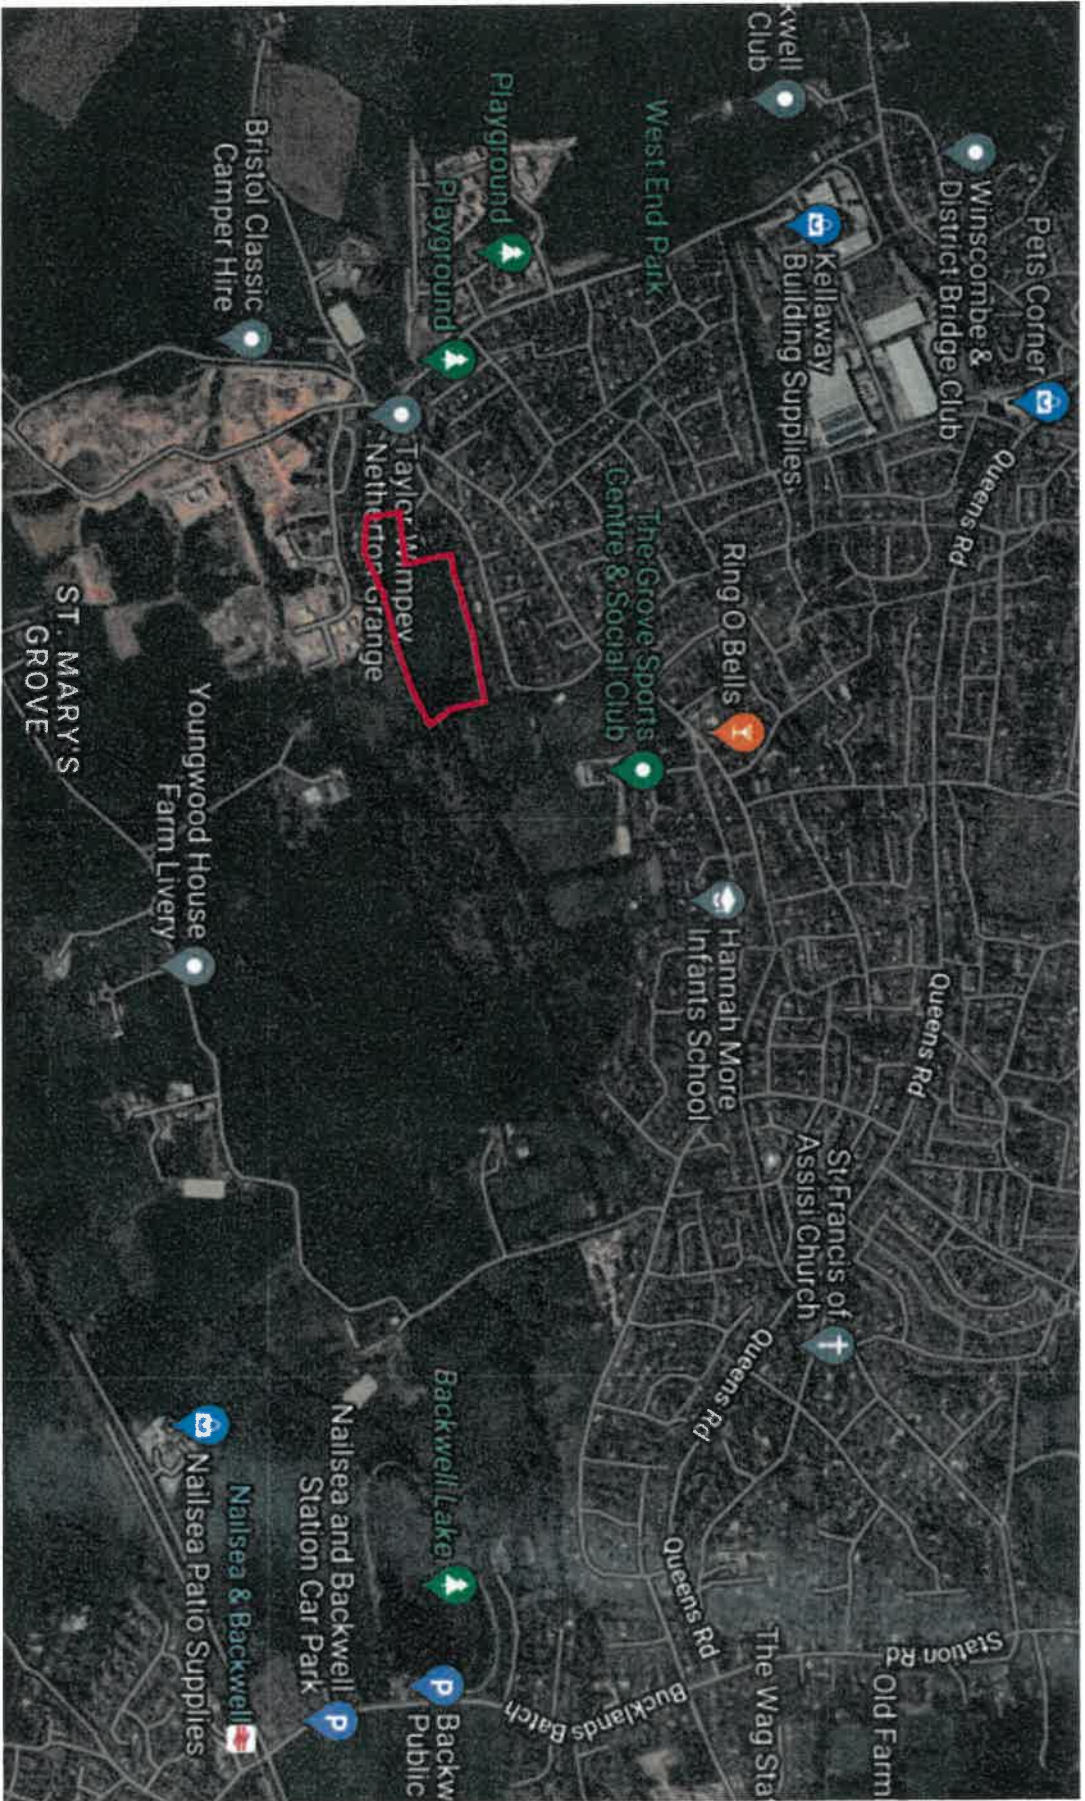 Pets Corner
Winscombe &
District Bridge Club
kwell
Club
Kellaway
Building Supplies
Queens Rd
West End Park
Playground
Playground
Ring O Bells
The Grove Sports
Centre & Social Club
Taylor Wimpey
Netherton Grange
Bristol Classic
Camper Hire
ST. MARY'S
GROVE
Youngwood House
Farm Livery
Hannah More
Infants School
Queens Rd
St Francis of
Assisi Church
Queens Rd
Queens Rd
Station Rd
Old Farm
The Wag Sta
Bucklands Batch
Backwell Lake
Backw
Public
Nailsea and Backwell
Station Car Park
Nailsea & Backwell
Nailsea Patio Supplies